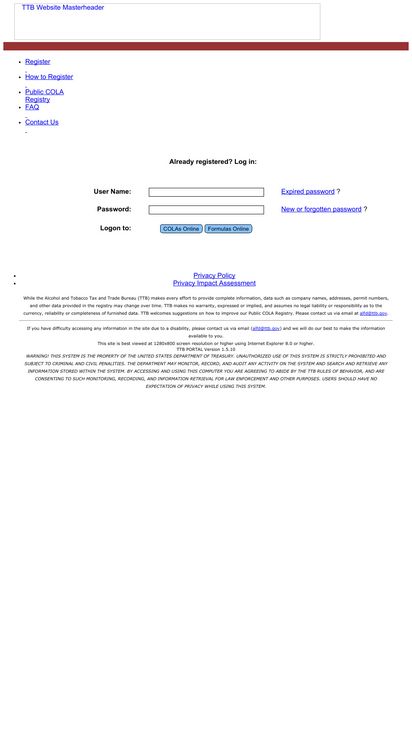 TTB Website Masterheader
Register
How to Register
Public COLA
Registry
FAQ
Contact Us
Already registered? Log in:
User Name: Expired password ?
Password: New or forgotten password ?
Logon to: COLAs Online Formulas Online
Privacy Policy
Privacy Impact Assessment
While the Alcohol and Tobacco Tax and Trade Bureau (TTB) makes every effort to provide complete information, data such as company names, addresses, permit numbers,
and other data provided in the registry may change over time. TTB makes no warranty, expressed or implied, and assumes no legal liability or responsibility as to the
currency, reliability or completeness of furnished data. TTB welcomes suggestions on how to improve our Public COLA Registry. Please contact us via email at alfd@ttb.gov.
If you have difficulty accessing any information in the site due to a disability, please contact us via email (alfd@ttb.gov) and we will do our best to make the information
available to you.
This site is best viewed at 1280x800 screen resolution or higher using Internet Explorer 8.0 or higher.
TTB PORTAL Version 1.5.10
WARNING! THIS SYSTEM IS THE PROPERTY OF THE UNITED STATES DEPARTMENT OF TREASURY. UNAUTHORIZED USE OF THIS SYSTEM IS STRICTLY PROHIBITED AND
SUBJECT TO CRIMINAL AND CIVIL PENALTIES. THE DEPARTMENT MAY MONITOR, RECORD, AND AUDIT ANY ACTIVITY ON THE SYSTEM AND SEARCH AND RETRIEVE ANY
INFORMATION STORED WITHIN THE SYSTEM. BY ACCESSING AND USING THIS COMPUTER YOU ARE AGREEING TO ABIDE BY THE TTB RULES OF BEHAVIOR, AND ARE
CONSENTING TO SUCH MONITORING, RECORDING, AND INFORMATION RETRIEVAL FOR LAW ENFORCEMENT AND OTHER PURPOSES. USERS SHOULD HAVE NO
EXPECTATION OF PRIVACY WHILE USING THIS SYSTEM.